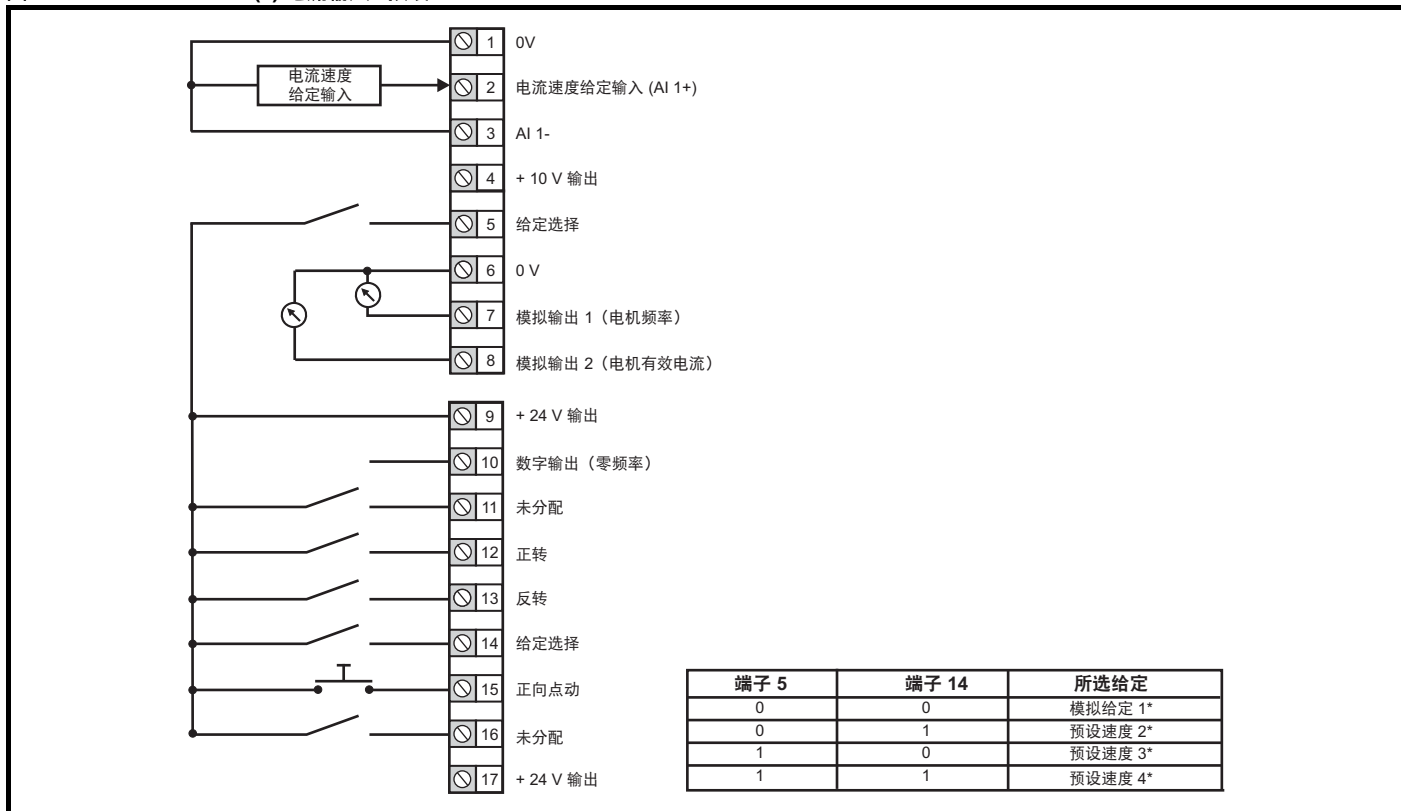 1 0V
电流速度
给定输入
2 电流速度给定输入 (AI 1+)
3 AI 1-
4 + 10 V 输出
5 给定选择
6 0 V
7 模拟输出 1（电机频率）
8 模拟输出 2（电机有效电流）
9 + 24 V 输出
10 数字输出（零频率）
11 未分配
12 正转
13 反转
14 给定选择
15 正向点动
16 未分配
17 + 24 V 输出
端子 5 端子 14 所选给定
0 0 模拟给定 1*
0 1 预设速度 2*
1 0 预设速度 3*
1 1 预设速度 4*